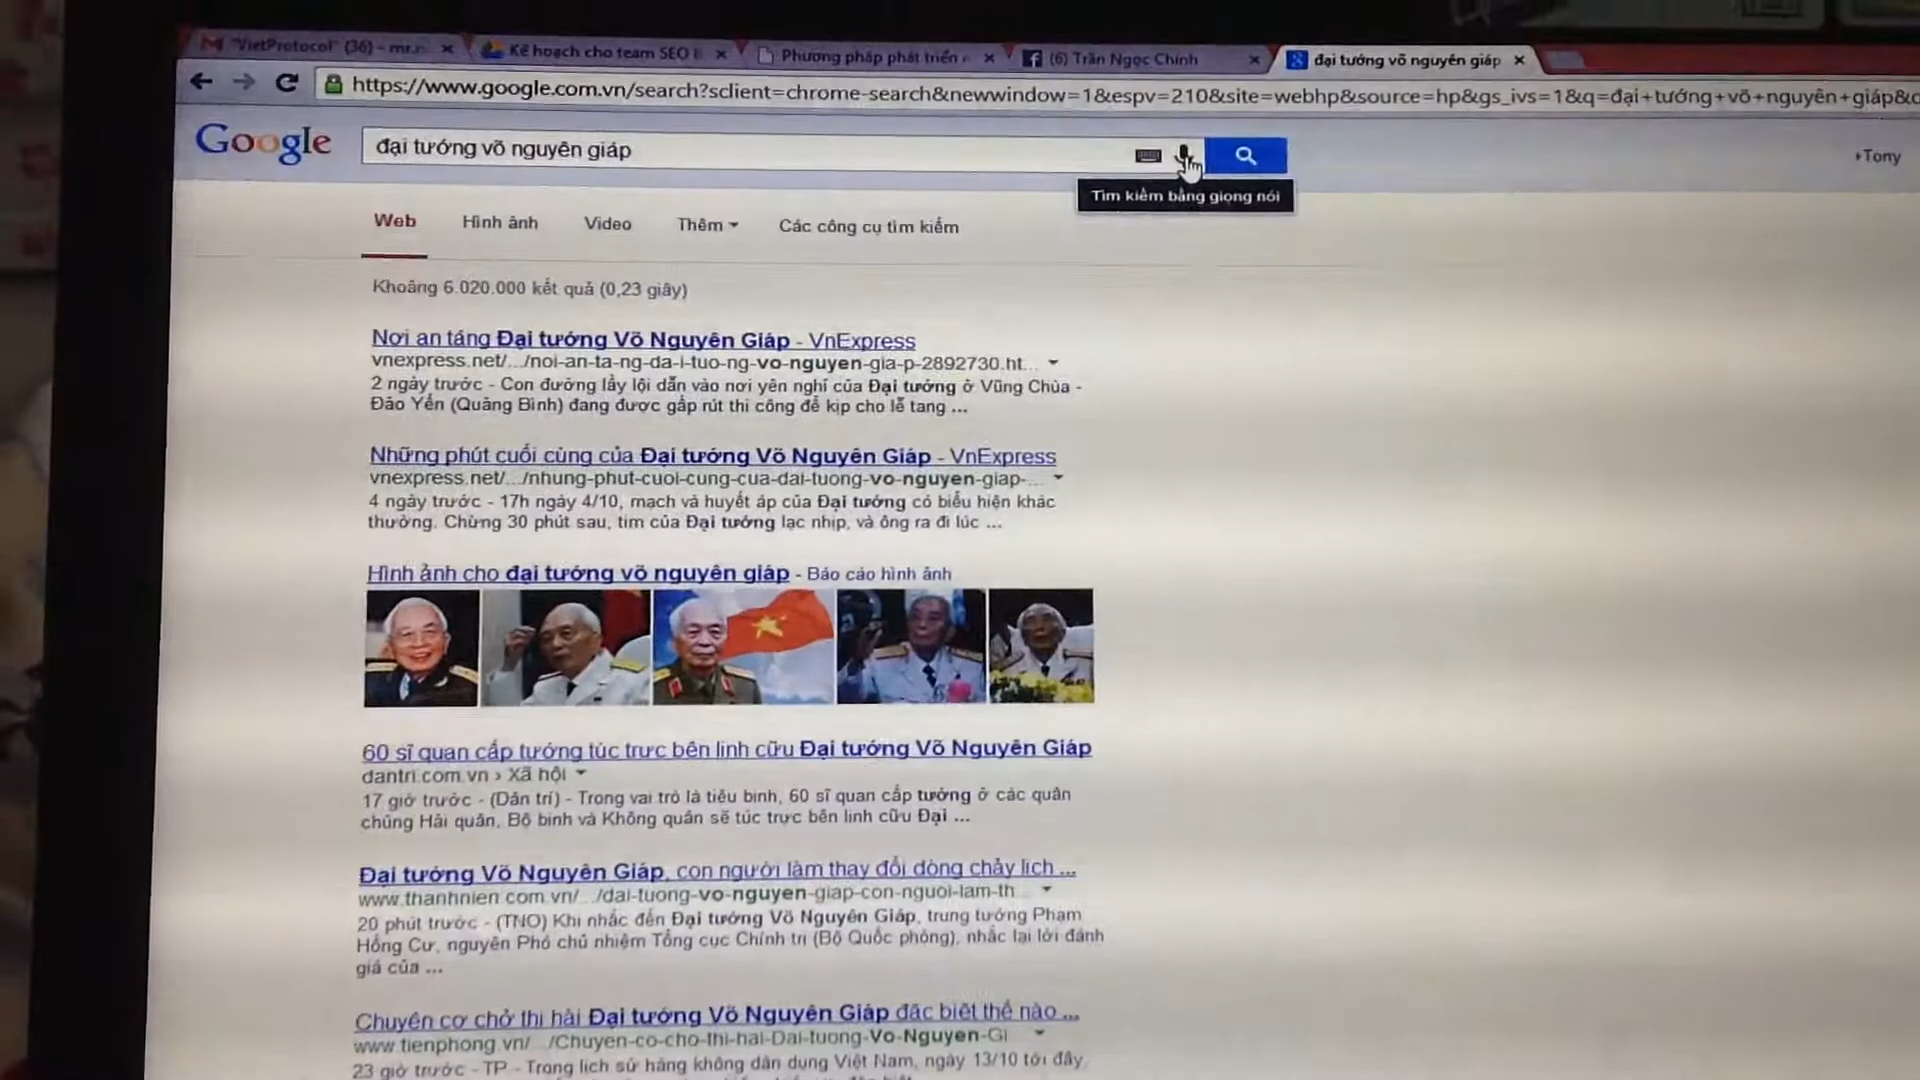 "VietProtocol" (36) - mr.
Kế hoạch cho team SEO
Phương pháp phát triển
(6) Trần Ngọc Chính
đại tướng võ nguyên giáp
https://www.google.com.vn/search?sclient=chrome-search&newwindow=1&espv=210&site=webhp&source=hp&gs_ivs=1&q=đại+tướng+võ+nguyên+giáp&
Google
đại tướng võ nguyên giáp
+Tony
Tìm kiếm bằng giọng nói
Web
Hình ảnh
Video
Thêm
Các công cụ tìm kiếm
Khoảng 6.020.000 kết quả (0,23 giây)
Nơi an táng Đại tướng Võ Nguyên Giáp - VnExpress
vnexpress.net/.../noi-an-ta-ng-da-i-tuo-ng-vo-nguyen-gia-p-2892730.ht...
2 ngày trước - Con đường lầy lội dẫn vào nơi yên nghỉ của Đại tướng ở Vũng Chùa -
Đảo Yến (Quảng Bình) đang được gấp rút thi công để kịp cho lễ tang ...
Những phút cuối cùng của Đại tướng Võ Nguyên Giáp - VnExpress
vnexpress.net/.../nhung-phut-cuoi-cung-cua-dai-tuong-vo-nguyen-giap-...
4 ngày trước - 17h ngày 4/10, mạch và huyết áp của Đại tướng có biểu hiện khác
thường. Chừng 30 phút sau, tim của Đại tướng lạc nhịp, và ông ra đi lúc ...
Hình ảnh cho đại tướng võ nguyên giáp - Báo cáo hình ảnh
60 sĩ quan cấp tướng túc trực bên linh cữu Đại tướng Võ Nguyên Giáp
dantri.com.vn › Xã hội
17 giờ trước - (Dân trí) - Trong vai trò là tiêu binh, 60 sĩ quan cấp tướng ở các quân
chủng Hải quân, Bộ binh và Không quân sẽ túc trực bên linh cữu Đại ...
Đại tướng Võ Nguyên Giáp, con người làm thay đổi dòng chảy lịch ...
www.thanhnien.com.vn/.../dai-tuong-vo-nguyen-giap-con-nguoi-lam-th...
20 phút trước - (TNO) Khi nhắc đến Đại tướng Võ Nguyên Giáp, trung tướng Phạm
Hồng Cư, nguyên Phó chủ nhiệm Tổng cục Chính trị (Bộ Quốc phòng), nhắc lại lời đánh
giá của ...
Chuyên cơ chở thi hài Đại tướng Võ Nguyên Giáp đặc biệt thế nào ...
www.tienphong.vn/.../Chuyen-co-cho-thi-hai-Dai-tuong-Vo-Nguyen-Gi
23 giờ trước - TP - Trong lịch sử hàng không dân dụng Việt Nam, ngày 13/10 tới đây,